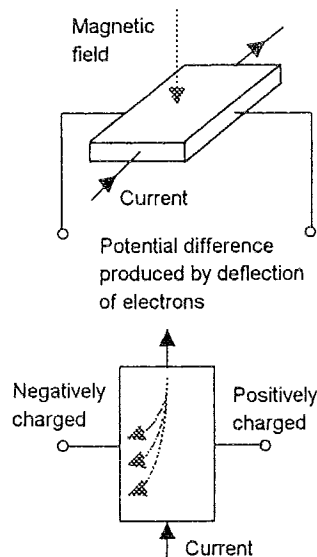 Magnetic
field
Current
Potential difference
produced by deflection
of electrons
Negatively
charged
Positively
charged
Current